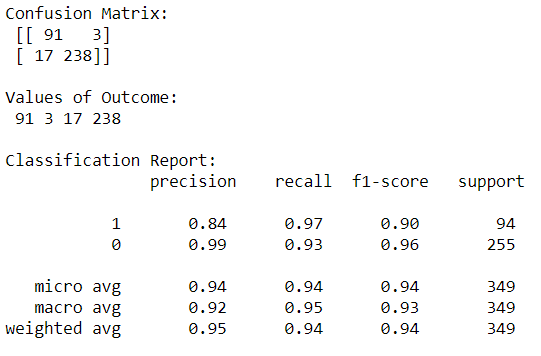 Confusion Matrix:
[[ 91   3]
[ 17 238]]
Values of Outcome:
91 3 17 238
Classification Report:
precision    recall  f1-score   support
1       0.84      0.97      0.90        94
0       0.99      0.93      0.96       255
micro avg       0.94      0.94      0.94       349
macro avg       0.92      0.95      0.93       349
weighted avg       0.95      0.94      0.94       349